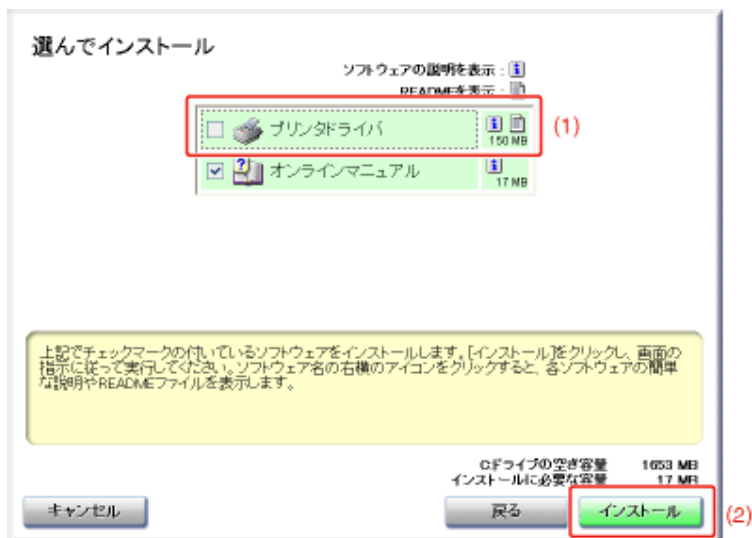 選んでインストール
ソフトウェアの説明を表示 :
READMEを表示 :
プリンタドライバ
150 MB
(1)
オンラインマニュアル
17 MB
上記でチェックマークの付いているソフトウェアをインストールします。[インストール]をクリックし、画面の
指示に従って実行してください。ソフトウェア名の右横のアイコンをクリックすると、各ソフトウェアの簡単
な説明やREADMEファイルを表示します。
Cドライブの空き容量 1653 MB
インストールに必要な容量 17 MB
キャンセル
戻る
インストール
(2)